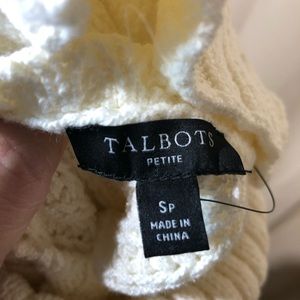 TALBOTS
PETITE
SP
MADE IN
CHINA